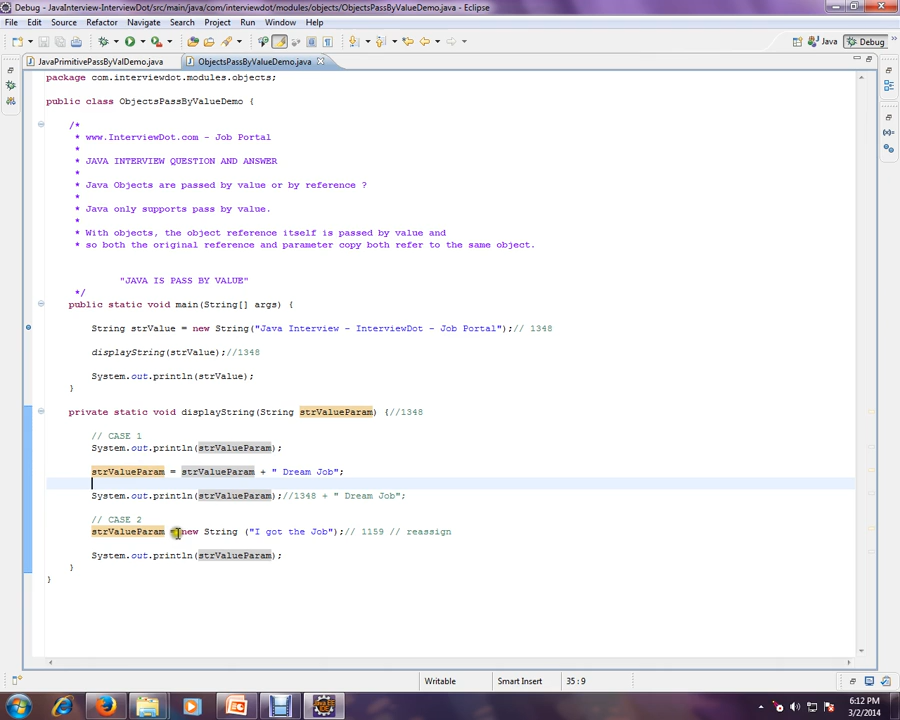 Debug - JavaInterview-InterviewDot/src/main/java/com/interviewdot/modules/objects/ObjectsPassByValueDemo.java - Eclipse
File Edit Source Refactor Navigate Search Project Run Window Help
Java Debug
JavaPrimitivePassByValDemo.java ObjectsPassByValueDemo.java
package com.interviewdot.modules.objects;
public class ObjectsPassByValueDemo {
/*
* www.InterviewDot.com - Job Portal
*
* JAVA INTERVIEW QUESTION AND ANSWER
*
* Java Objects are passed by value or by reference ?
*
* Java only supports pass by value.
*
* With objects, the object reference itself is passed by value and
* so both the original reference and parameter copy both refer to the same object.
"JAVA IS PASS BY VALUE"
*/
public static void main(String[] args) {
String strValue = new String("Java Interview - InterviewDot - Job Portal");// 1348
displayString(strValue);//1348
System.out.println(strValue);
}
private static void displayString(String strValueParam) {//1348
// CASE 1
System.out.println(strValueParam);
strValueParam = strValueParam + " Dream Job";
System.out.println(strValueParam);//1348 + " Dream Job";
// CASE 2
strValueParam = new String ("I got the Job");// 1159 // reassign
System.out.println(strValueParam);
}
}
Writable Smart Insert 35 : 9
6:12 PM
3/2/2014